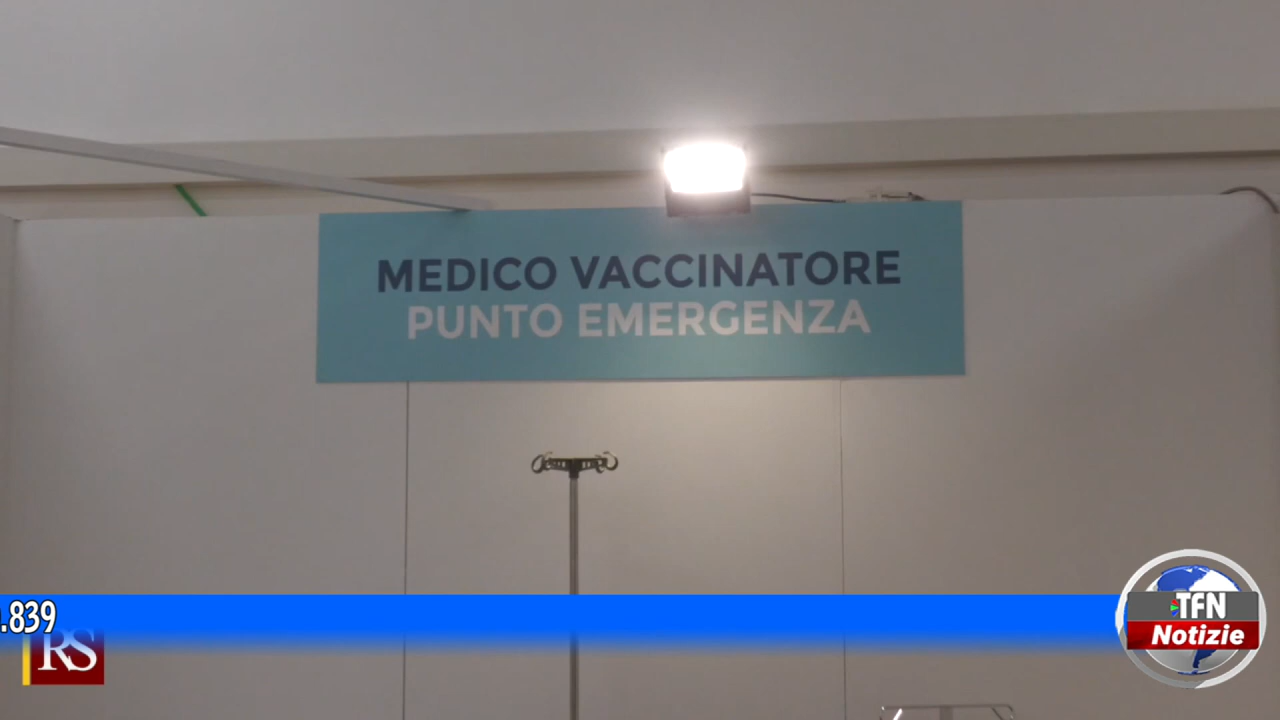 MEDICO VACCINATORE
PUNTO EMERGENZA
.839
RS
TFN
Notizie